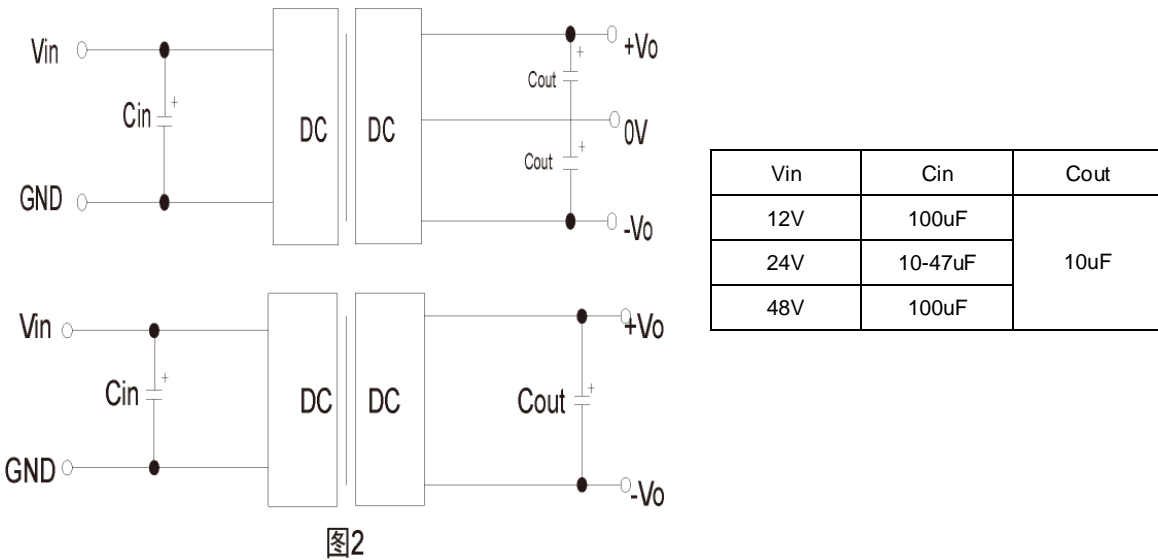 Vin
Cin
+
GND
DC
DC
+
Cout
+
Cout
+Vo
0V
-Vo
Vin
Cin
+
GND
DC
DC
Cout
+
+Vo
-Vo
图2
Vin Cin Cout
12V 100uF
24V 10-47uF 10uF
48V 100uF